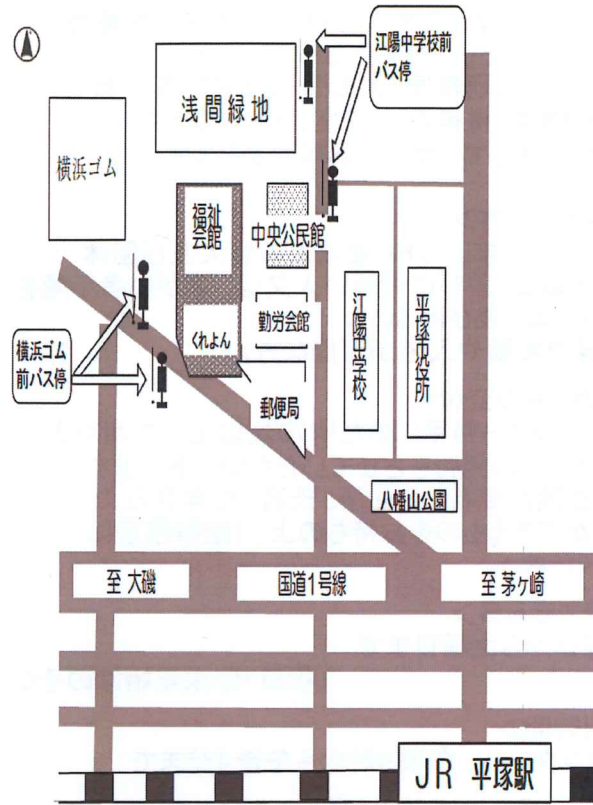 江陽中学校前
バス停
浅間緑地
横浜ゴム
福祉
会館
中央公民館
江陽中学校
平塚市役所
くれよん
勤労会館
横浜ゴム
前バス停
郵便局
八幡山公園
至 大磯
国道1号線
至 茅ヶ崎
JR 平塚駅